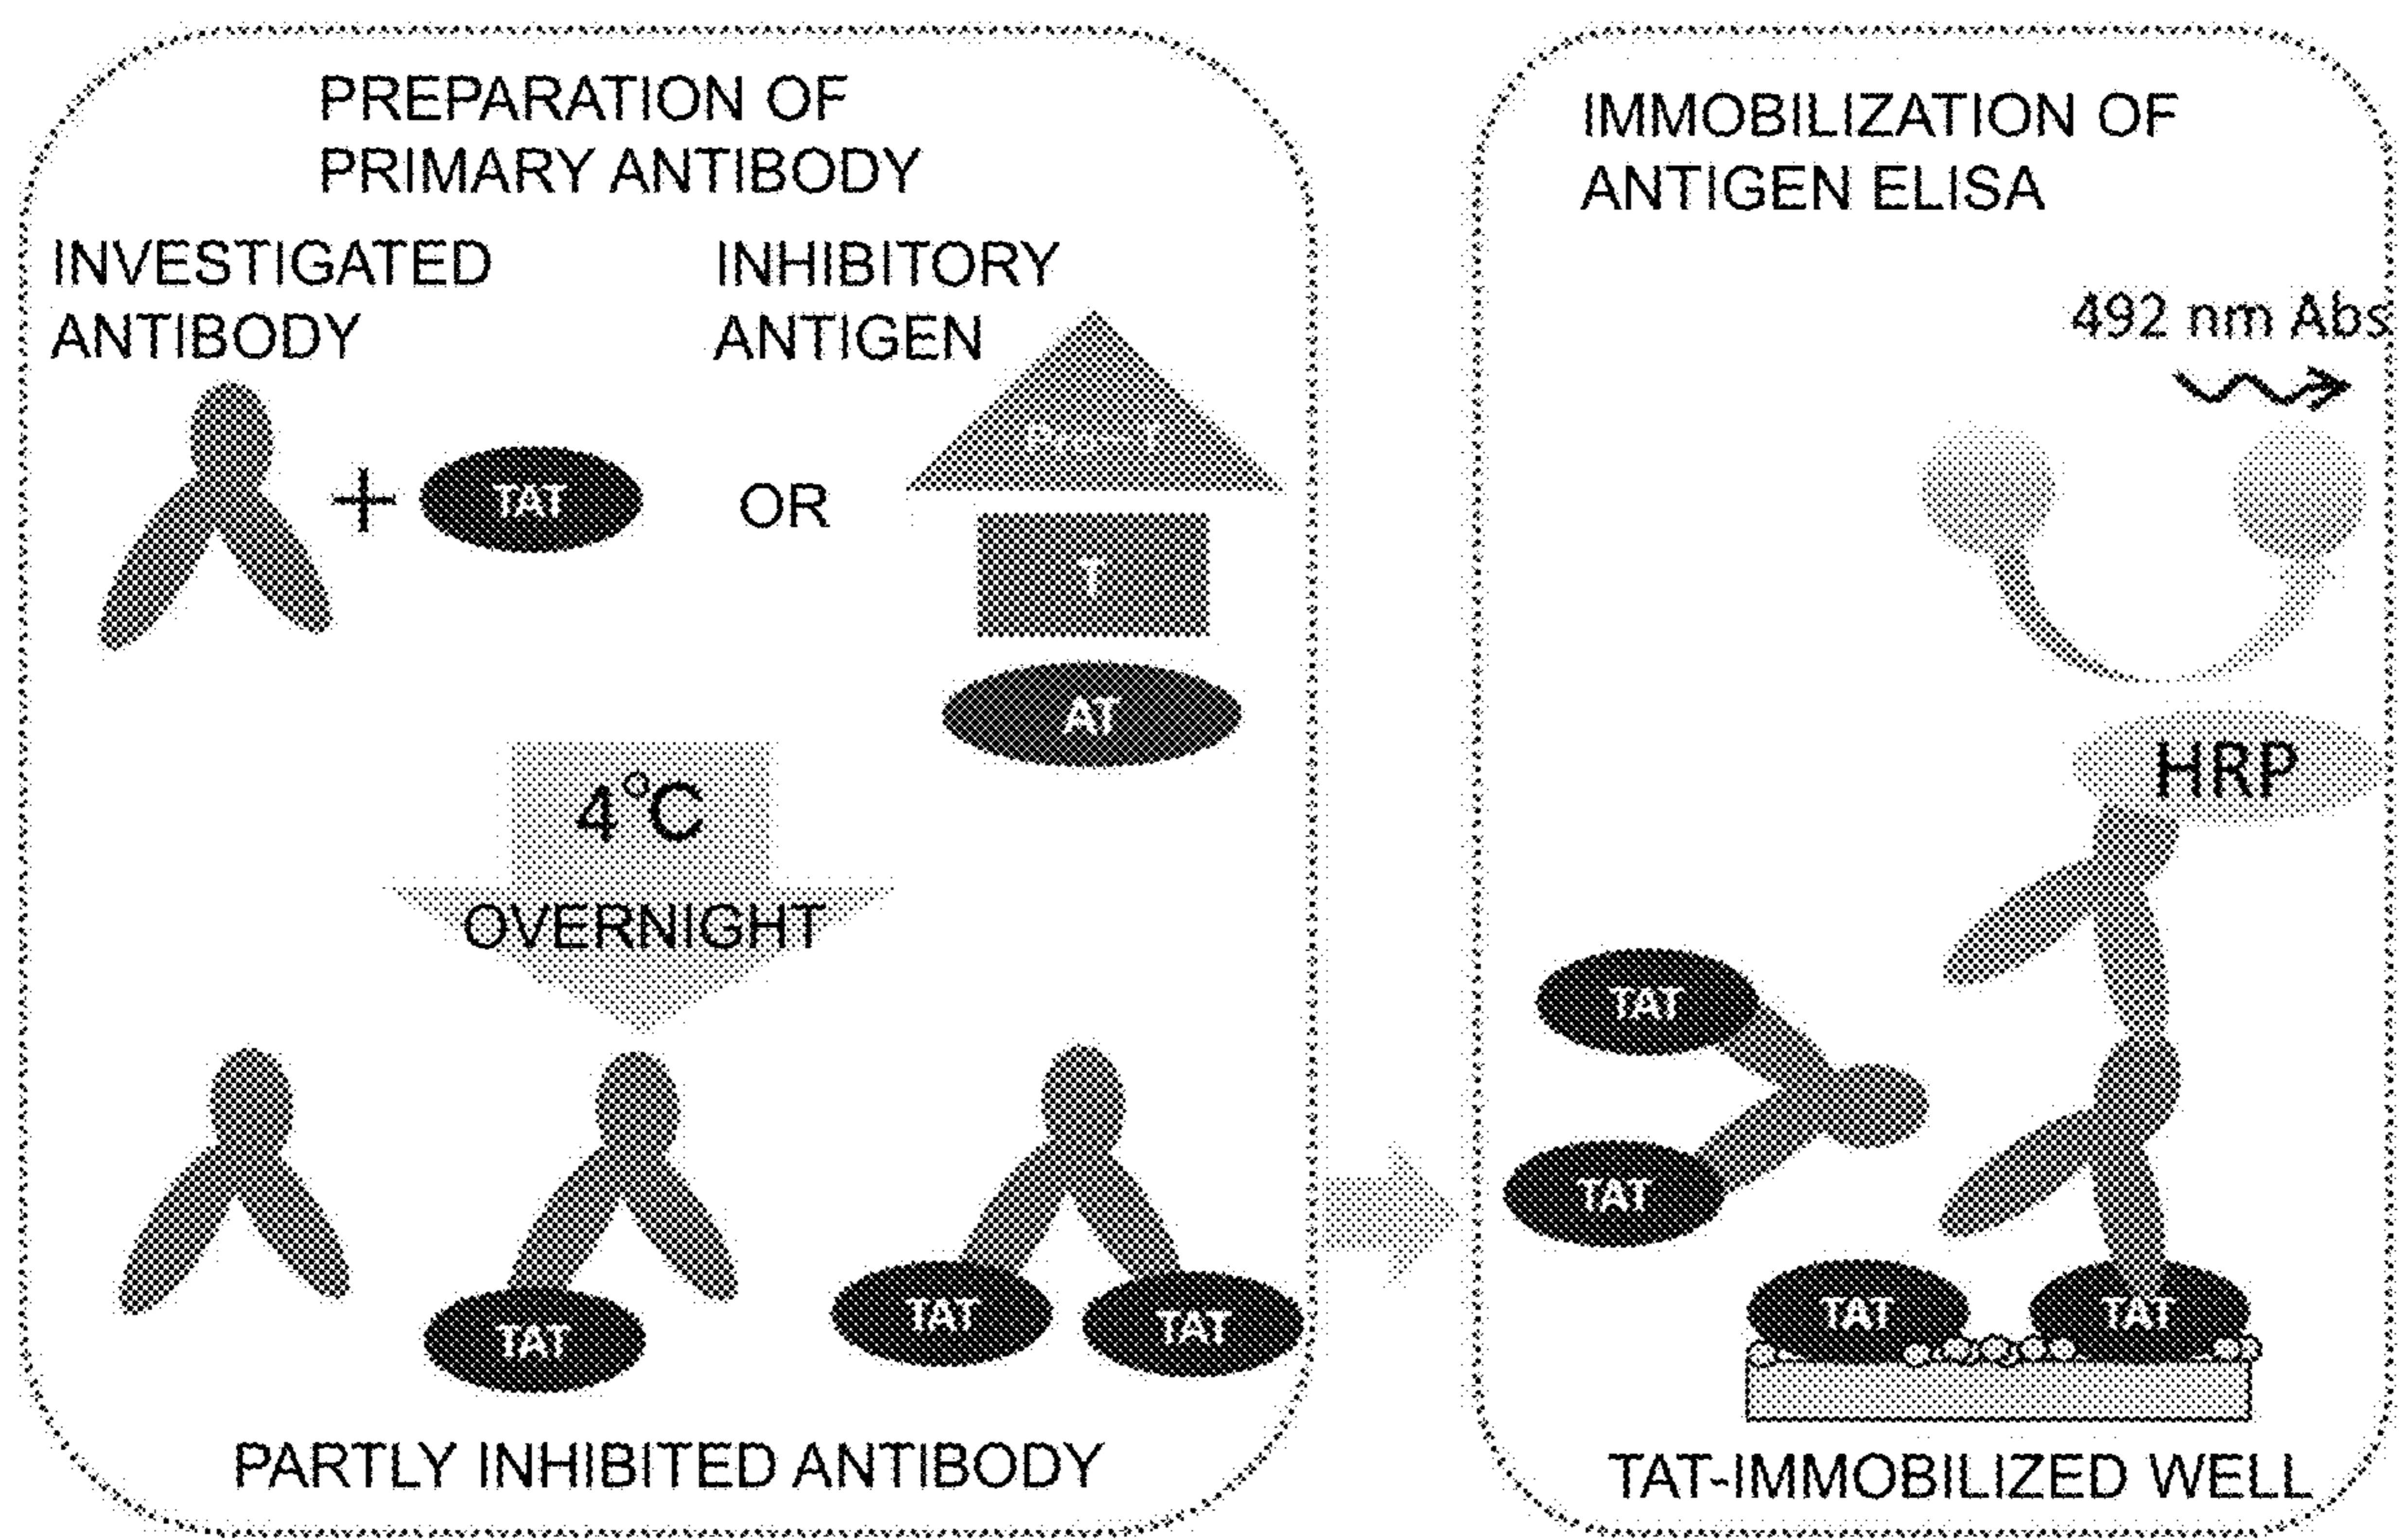 PREPARATION OF
PRIMARY ANTIBODY
INVESTIGATED
ANTIBODY
INHIBITORY
ANTIGEN
+
TAT
OR
T
AT
4°C
OVERNIGHT
TAT
TAT
TAT
PARTLY INHIBITED ANTIBODY
IMMOBILIZATION OF
ANTIGEN ELISA
492 nm Abs
HRP
TAT
TAT
TAT
TAT
TAT-IMMOBILIZED WELL